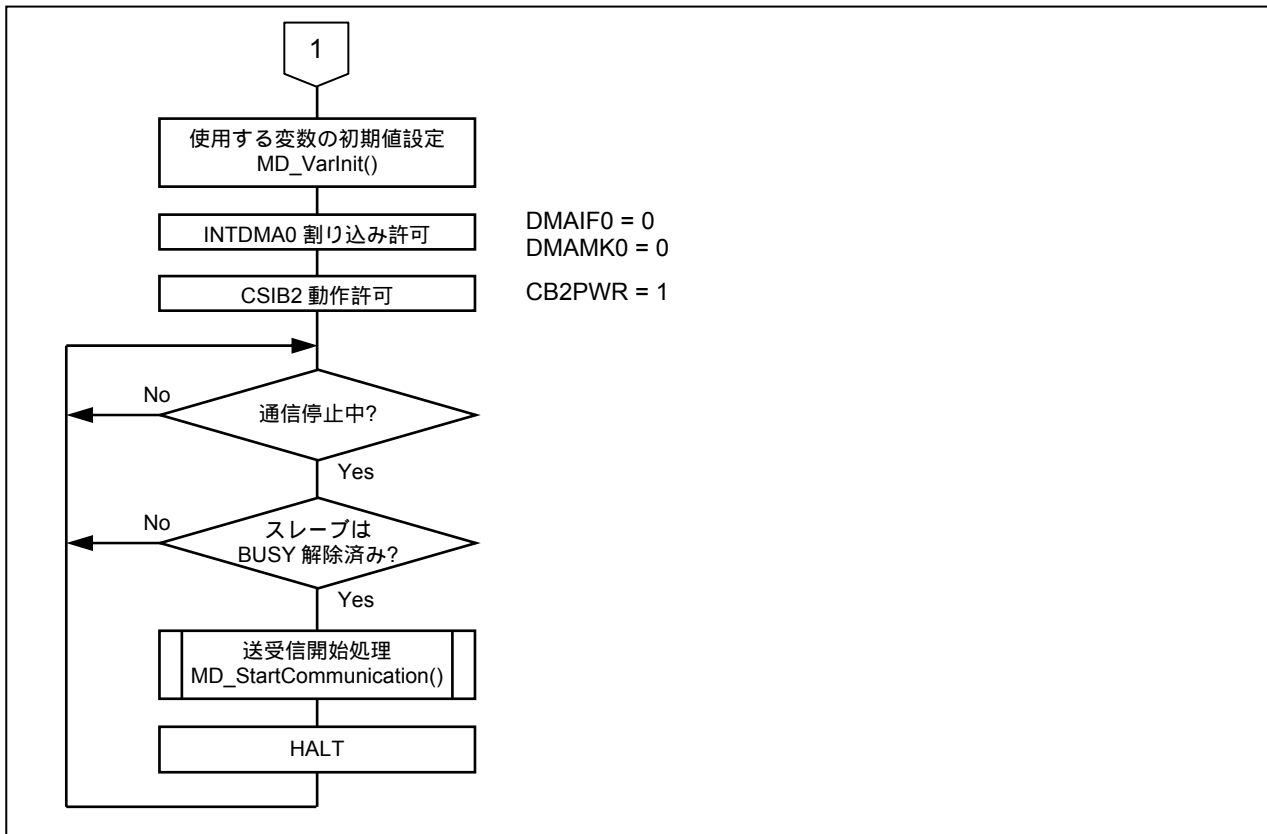 1
使用する変数の初期値設定
MD_VarInit()
INTDMA0 割り込み許可
DMAIF0 = 0
DMAMK0 = 0
CSIB2 動作許可
CB2PWR = 1
No
通信停止中?
Yes
No
スレーブは
BUSY 解除済み?
Yes
送受信開始処理
MD_StartCommunication()
HALT